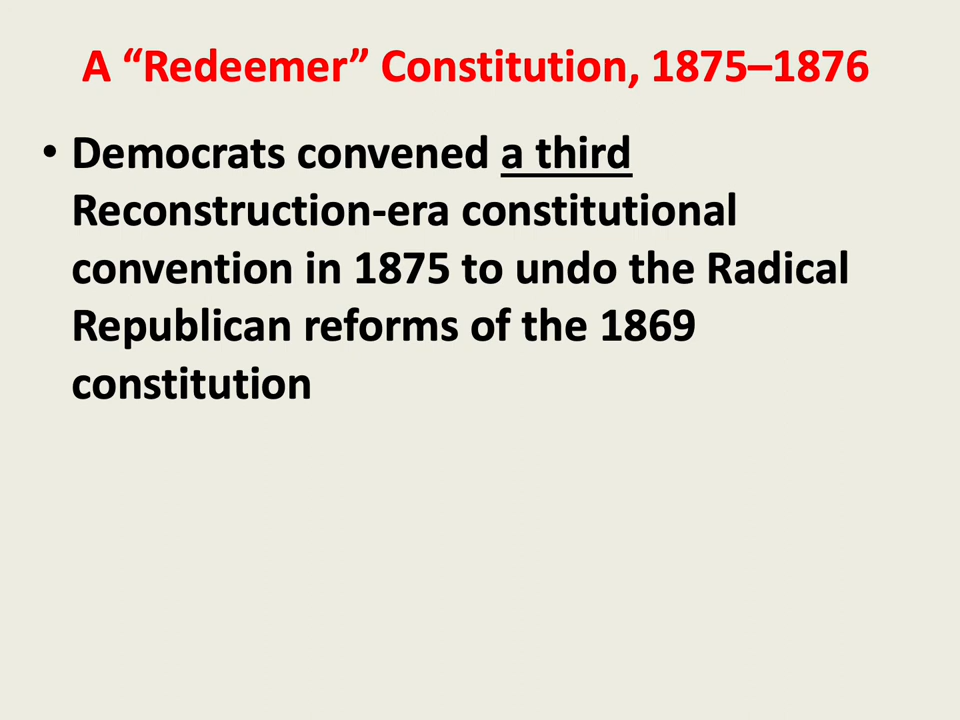 A “Redeemer” Constitution, 1875–1876
• Democrats convened a third
Reconstruction-era constitutional
convention in 1875 to undo the Radical
Republican reforms of the 1869
constitution